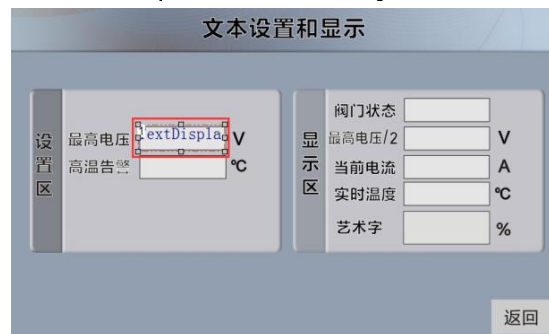 文本设置和显示
设置区
最高电压 TextDispla V
高温告警 ℃
显示区
阀门状态
最高电压/2 V
当前电流 A
实时温度 ℃
艺术字 %
返回